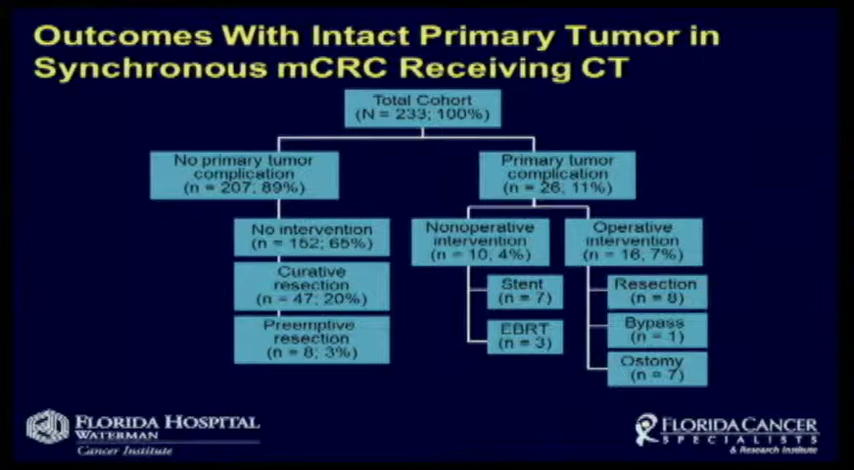 Outcomes With Intact Primary Tumor in
Synchronous mCRC Receiving CT
Total Cohort
(N = 233; 100%)
No primary tumor
complication
(n = 207; 89%)
Primary tumor
complication
(n = 26; 11%)
No intervention
(n = 152; 65%)
Curative
resection
(n = 47; 20%)
Preemptive
resection
(n = 8; 3%)
Nonoperative
intervention
(n = 10; 4%)
Stent
(n = 7)
EBRT
(n = 3)
Operative
intervention
(n = 16; 7%)
Resection
(n = 8)
Bypass
(n = 1)
Ostomy
(n = 7)
FLORIDA HOSPITAL
WATERMAN
Cancer Institute
FLORIDA CANCER
SPECIALISTS
& Research Institute